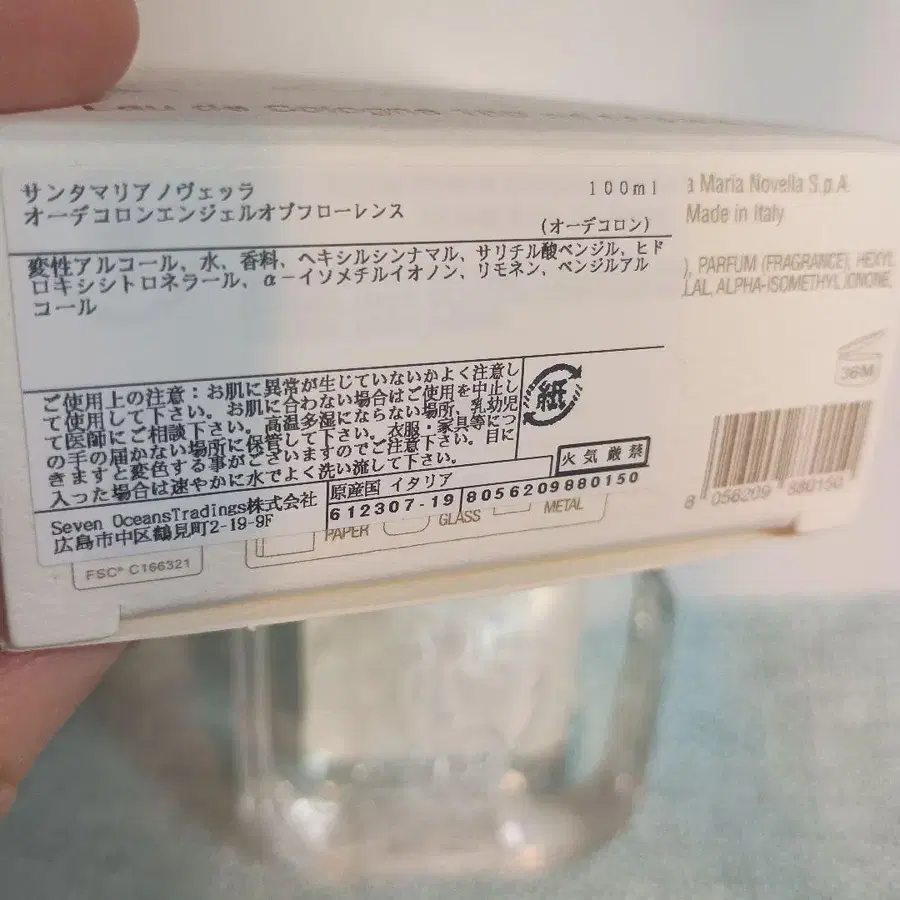 Eau de Cologne
サンタマリアノヴェッラ 100ml
オーデコロンエンジェルオブフローレンス (オーデコロン)
変性アルコール、水、香料、ヘキシルシンナマル、サリチル酸ベンジル、ヒド
ロキシシトロネラール、α－イソメチルイオノン、リモネン、ベンジルアル
コール
a Maria Novella S.p.A.
Made in Italy
), PARFUM (FRAGRANCE), HEXYL
LAL, ALPHA-ISOMETHYL IONONE,
36M
ご使用上の注意：お肌に異常が生じていないかよく注意し
て使用して下さい。お肌に合わない場合はご使用を中止し
て医師にご相談下さい。高温多湿にならない場所、乳幼児
の手の届かない場所に保管して下さい。衣服・家具等につ
きますと変色する事がございますのでご注意下さい。目に
入った場合は速やかに水でよく洗い流して下さい。
紙
火気厳禁
Seven OceansTradings株式会社
広島市中区鶴見町2-19-9F
原産国 イタリア
612307-19 8056209880150
8 056209 880150
PAPER GLASS METAL
FSC® C166321